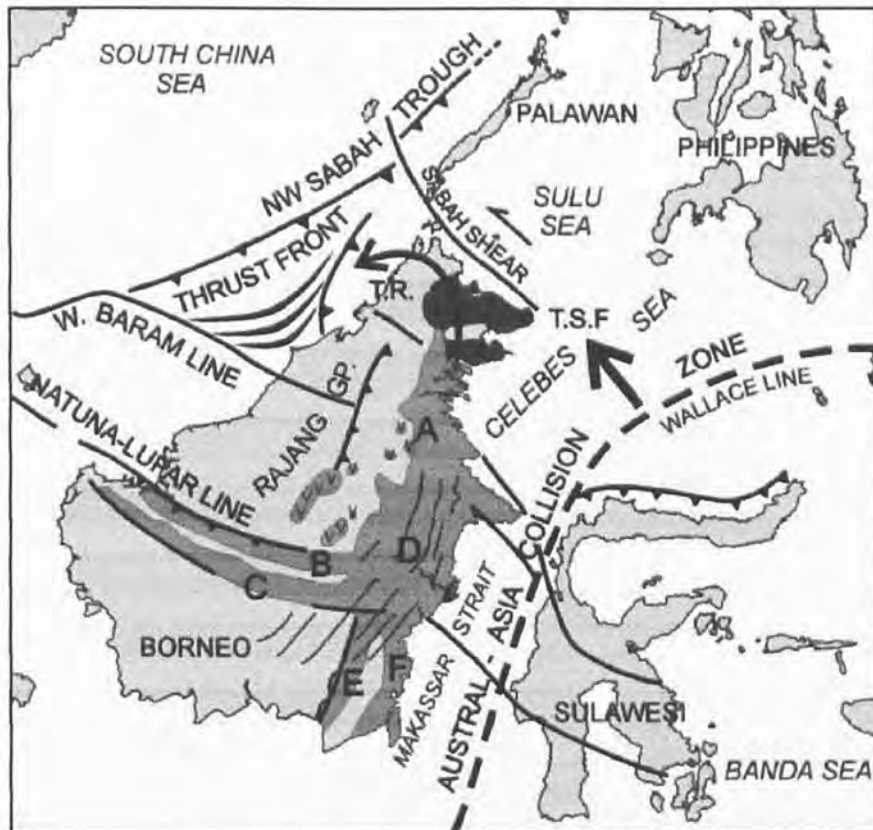 SOUTH CHINA
SEA
NW SABAH TROUGH
PALAWAN
PHILIPPINES
SULU
SEA
SABAH SHEAR
THRUST FRONT
T.R.
T.S.F
W. BARAM LINE
CELEBES SEA
ZONE
WALLACE LINE
RAJANG GP.
NATUNA-LUPAR LINE
A
B
C
D
E
F
BORNEO
MAKASSAR STRAIT
AUSTRAL - ASIA COLLISION
SULAWESI
BANDA SEA